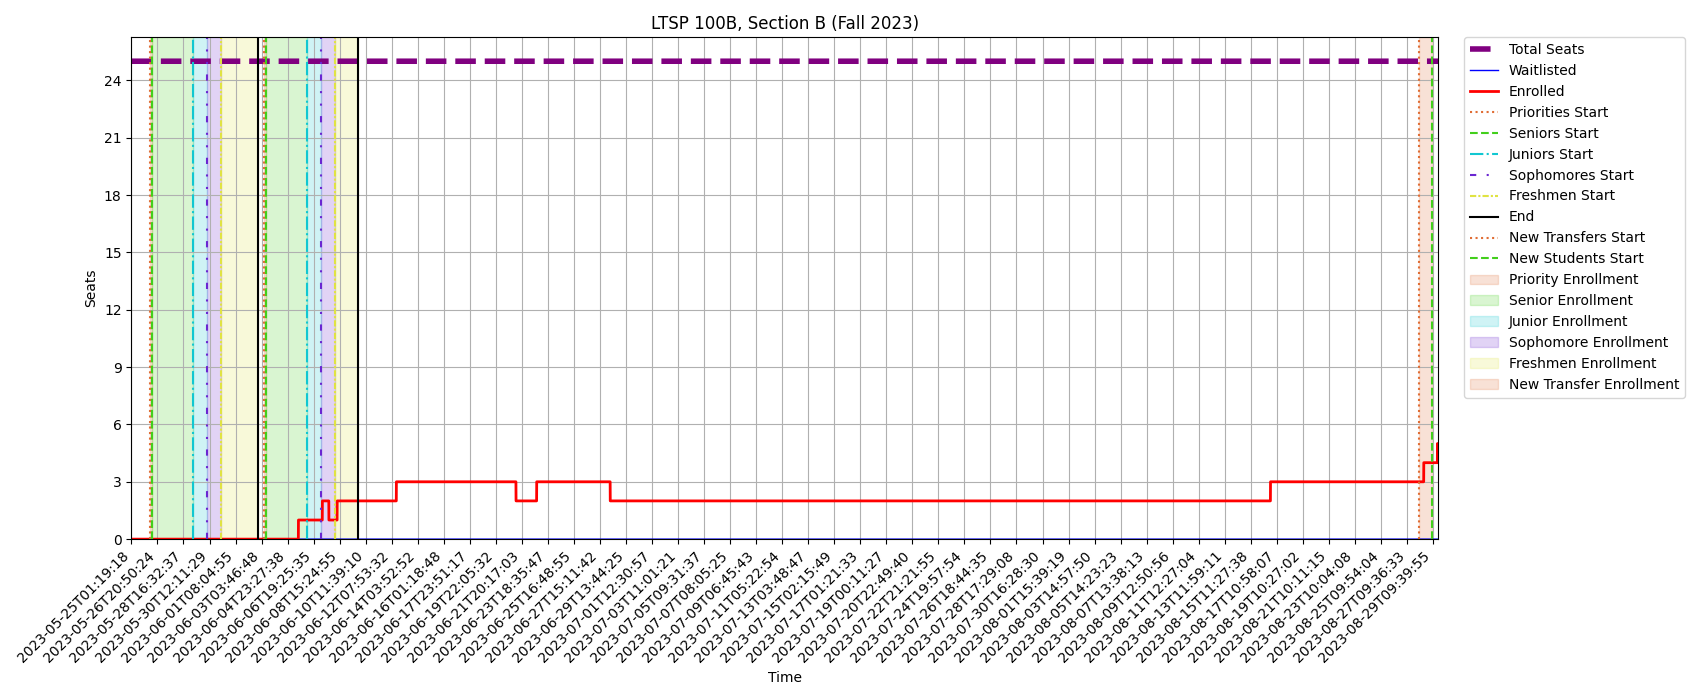 LTSP 100B, Section B (Fall 2023)
Seats
24
21
18
15
12
9
6
3
0
2023-05-25T01:19:18
2023-05-26T20:50:24
2023-05-28T16:32:37
2023-05-30T12:11:29
2023-06-01T08:04:55
2023-06-03T03:46:48
2023-06-04T23:27:38
2023-06-06T19:25:35
2023-06-08T15:24:55
2023-06-10T11:39:10
2023-06-12T07:53:32
2023-06-14T03:52:52
2023-06-16T01:18:48
2023-06-17T23:51:17
2023-06-19T22:05:32
2023-06-21T20:17:03
2023-06-23T18:35:47
2023-06-25T16:48:55
2023-06-27T15:11:42
2023-06-29T13:44:25
2023-07-01T12:30:57
2023-07-03T11:01:21
2023-07-05T09:31:37
2023-07-07T08:05:25
2023-07-09T06:45:43
2023-07-11T05:22:54
2023-07-13T03:48:47
2023-07-15T02:15:49
2023-07-17T01:21:33
2023-07-19T00:11:27
2023-07-20T22:49:40
2023-07-22T21:21:55
2023-07-24T19:57:54
2023-07-26T18:44:35
2023-07-28T17:29:08
2023-07-30T16:28:30
2023-08-01T15:39:19
2023-08-03T14:57:50
2023-08-05T14:23:23
2023-08-07T13:38:13
2023-08-09T12:50:56
2023-08-11T12:27:04
2023-08-13T11:59:11
2023-08-15T11:27:38
2023-08-17T10:58:07
2023-08-19T10:27:02
2023-08-21T10:11:15
2023-08-23T10:04:08
2023-08-25T09:54:04
2023-08-27T09:36:33
2023-08-29T09:39:55
Time
Total Seats
Waitlisted
Enrolled
Priorities Start
Seniors Start
Juniors Start
Sophomores Start
Freshmen Start
End
New Transfers Start
New Students Start
Priority Enrollment
Senior Enrollment
Junior Enrollment
Sophomore Enrollment
Freshmen Enrollment
New Transfer Enrollment